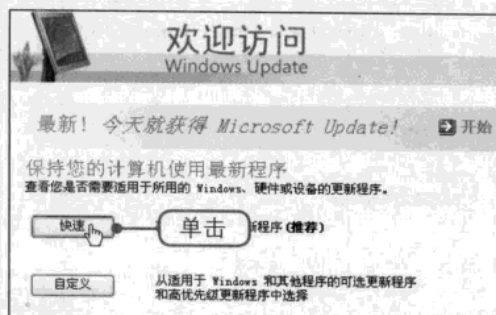 欢迎访问
Windows Update
最新！今天就获得 Microsoft Update! 开始
保持您的计算机使用最新程序
查看您是否需要适用于所用的 Windows、硬件或设备的更新程序。
快速 单击 新程序(推荐)
自定义 从适用于 Windows 和其他程序的可选更新程序
和高优先级更新程序中选择